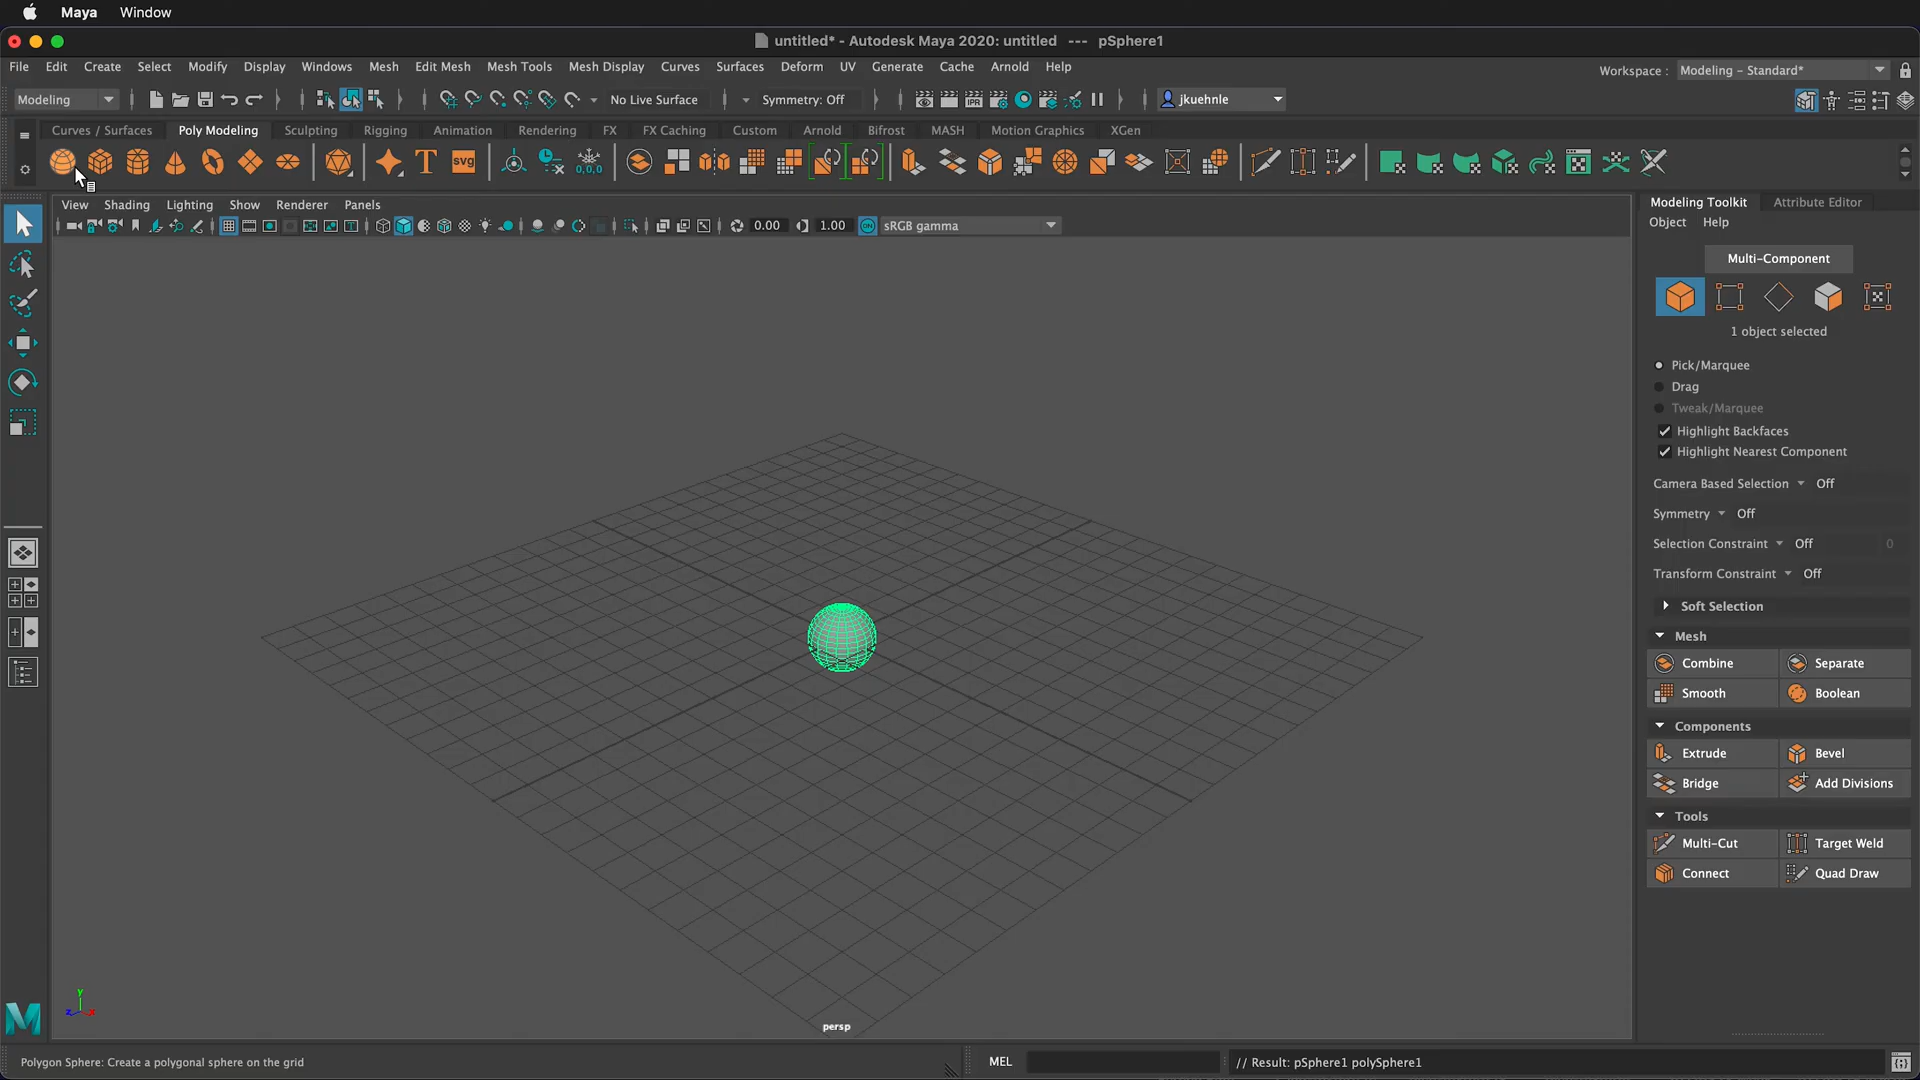 Maya Window
untitled* - Autodesk Maya 2020: untitled --- pSphere1
File Edit Create Select Modify Display Windows Mesh Edit Mesh Mesh Tools Mesh Display Curves Surfaces Deform UV Generate Cache Arnold Help
Workspace : Modeling - Standard*
Modeling No Live Surface Symmetry: Off IPR jkuehnle
Curves / Surfaces Poly Modeling Sculpting Rigging Animation Rendering FX FX Caching Custom Arnold Bifrost MASH Motion Graphics XGen
T svg 0,0,0
View Shading Lighting Show Renderer Panels
0.00 1.00 ON sRGB gamma
Modeling Toolkit Attribute Editor
Object Help
Multi-Component
1 object selected
Pick/Marquee
Drag
Tweak/Marquee
Highlight Backfaces
Highlight Nearest Component
Camera Based Selection Off
Symmetry Off
Selection Constraint Off 0
Transform Constraint Off
Soft Selection
Mesh
Combine Separate
Smooth Boolean
Components
Extrude Bevel
Bridge Add Divisions
Tools
Multi-Cut Target Weld
Connect Quad Draw
y
z x
persp
M
Polygon Sphere: Create a polygonal sphere on the grid
MEL
// Result: pSphere1 polySphere1